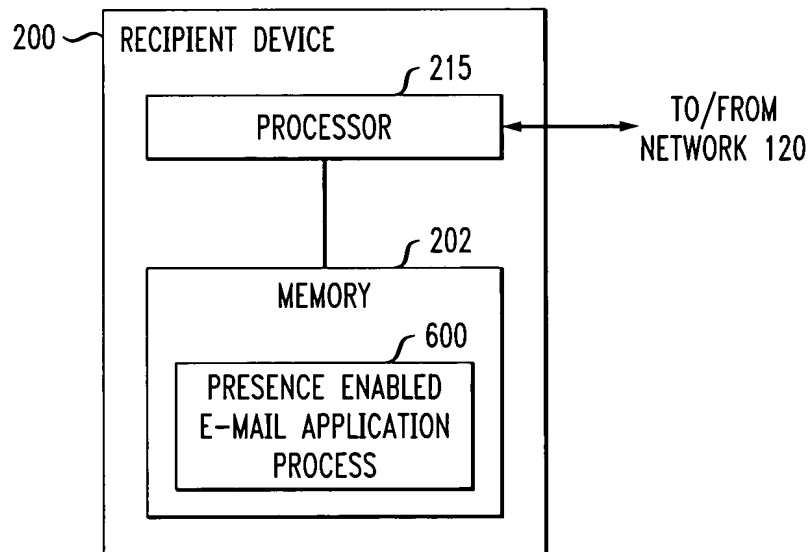 200
RECIPIENT DEVICE
215
PROCESSOR
TO/FROM
NETWORK 120
202
MEMORY
600
PRESENCE ENABLED
E-MAIL APPLICATION
PROCESS